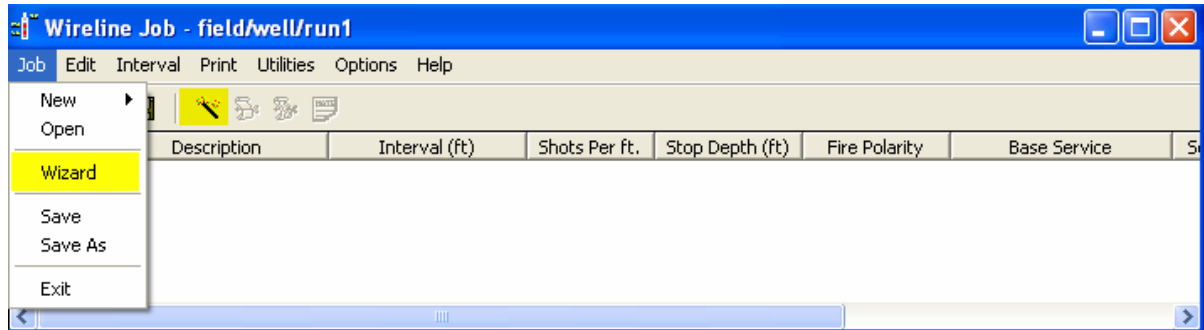 Wireline Job - field/well/run1
Job Edit Interval Print Utilities Options Help
New
Open
Wizard
Save
Save As
Exit
Description Interval (ft) Shots Per ft. Stop Depth (ft) Fire Polarity Base Service